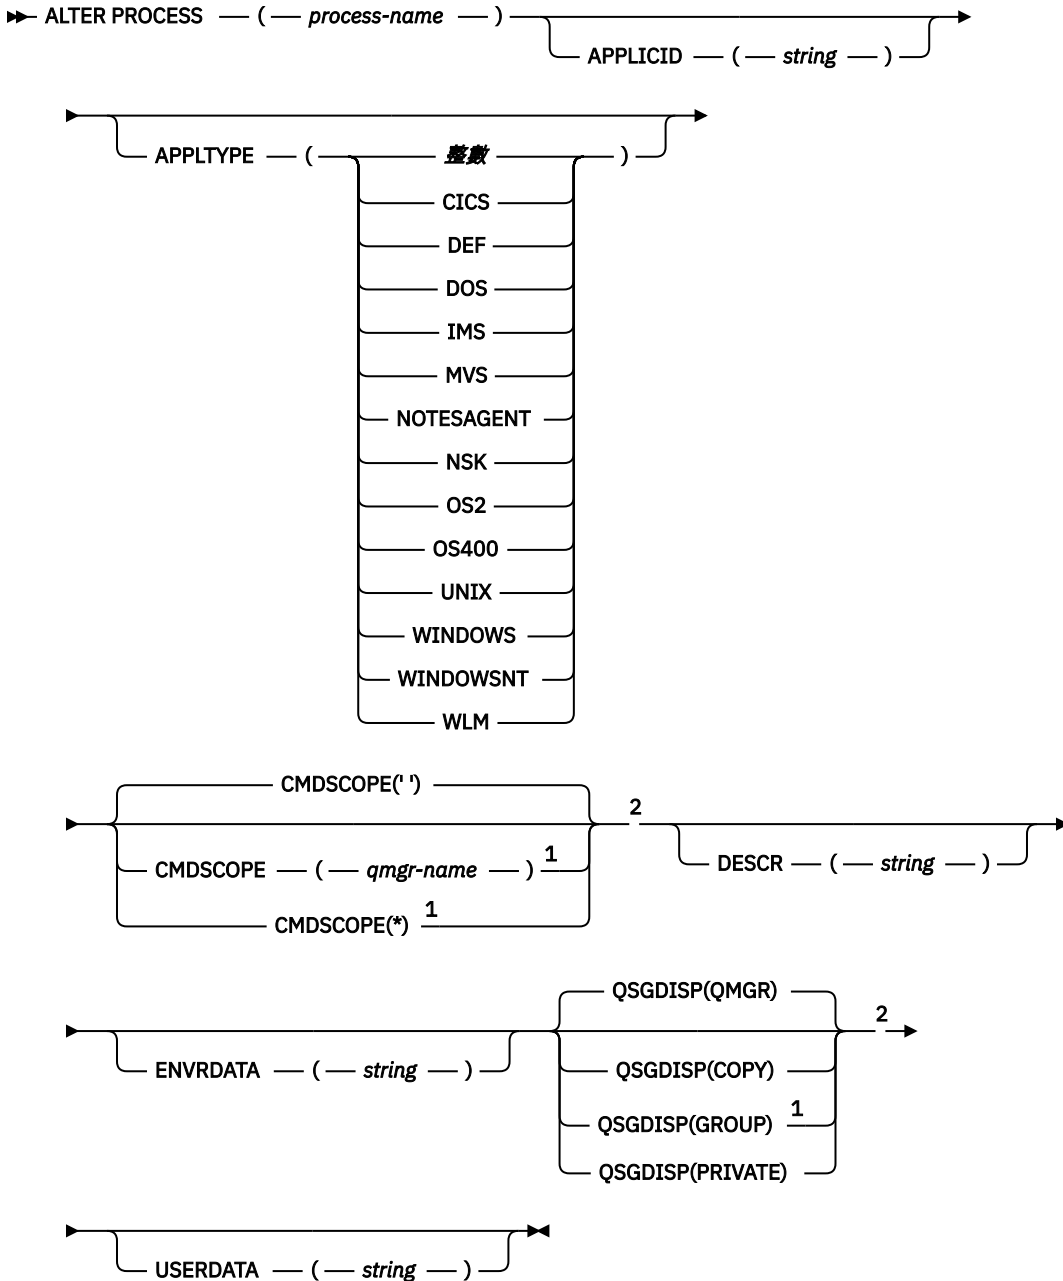 ALTER PROCESS ( process-name )
APPLICID ( string )
APPLTYPE ( 整數 )
CICS
DEF
DOS
IMS
MVS
NOTESAGENT
NSK
OS2
OS400
UNIX
WINDOWS
WINDOWSNT
WLM
CMDSCOPE(' ')
2
CMDSCOPE ( qmgr-name ) 1
DESCR ( string )
CMDSCOPE(*) 1
QSGDISP(QMGR)
2
ENVRDATA ( string )
QSGDISP(COPY)
QSGDISP(GROUP) 1
QSGDISP(PRIVATE)
USERDATA ( string )